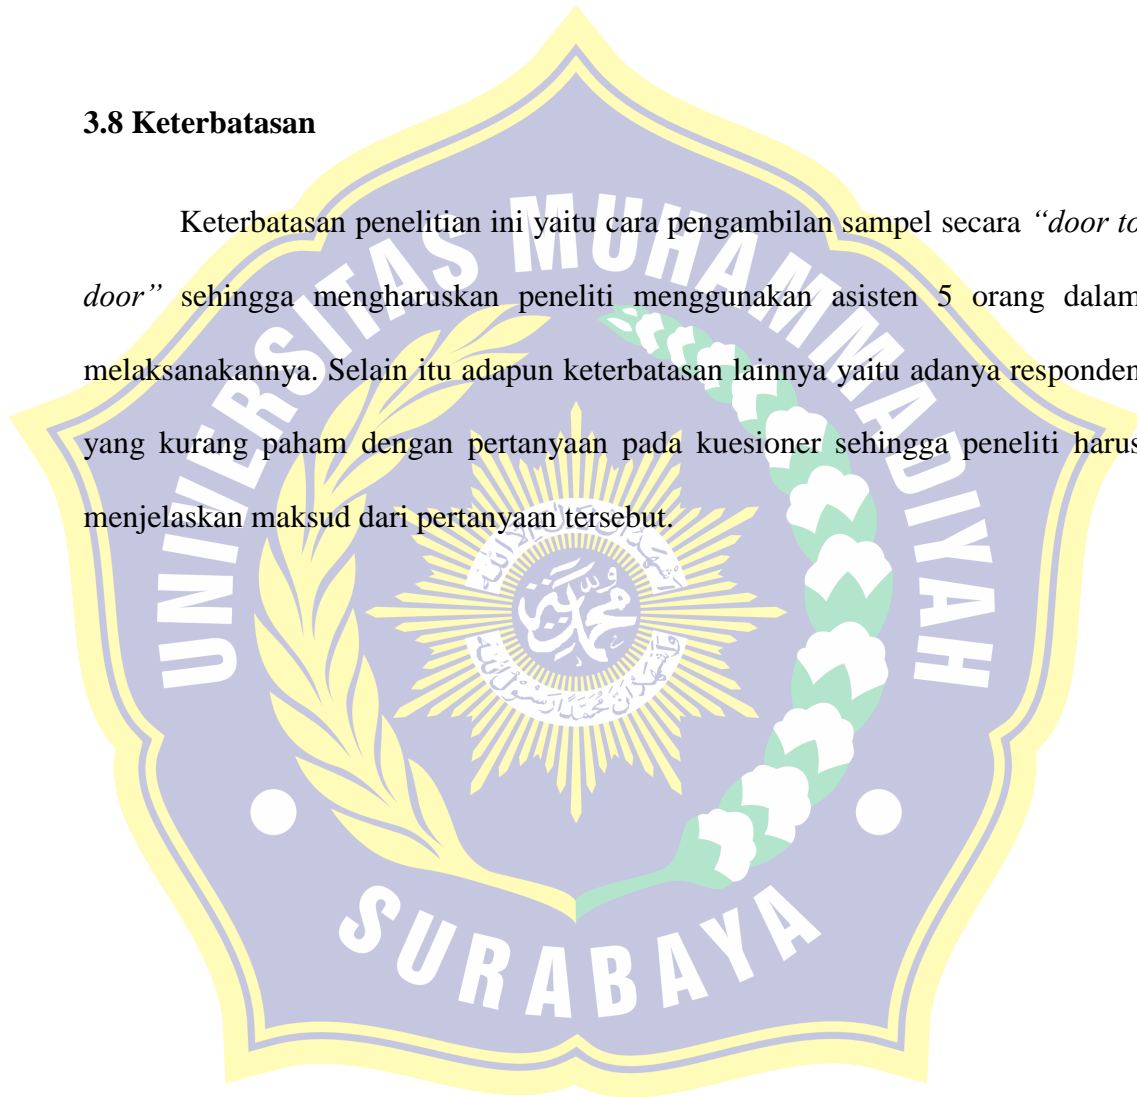 3.8 Keterbatasan
Keterbatasan penelitian ini yaitu cara pengambilan sampel secara “door to
door” sehingga mengharuskan peneliti menggunakan asisten 5 orang dalam
melaksanakannya. Selain itu adapun keterbatasan lainnya yaitu adanya responden
yang kurang paham dengan pertanyaan pada kuesioner sehingga peneliti harus
menjelaskan maksud dari pertanyaan tersebut.
UNIVERSITAS MUHAMMADIYAH
SURABAYA